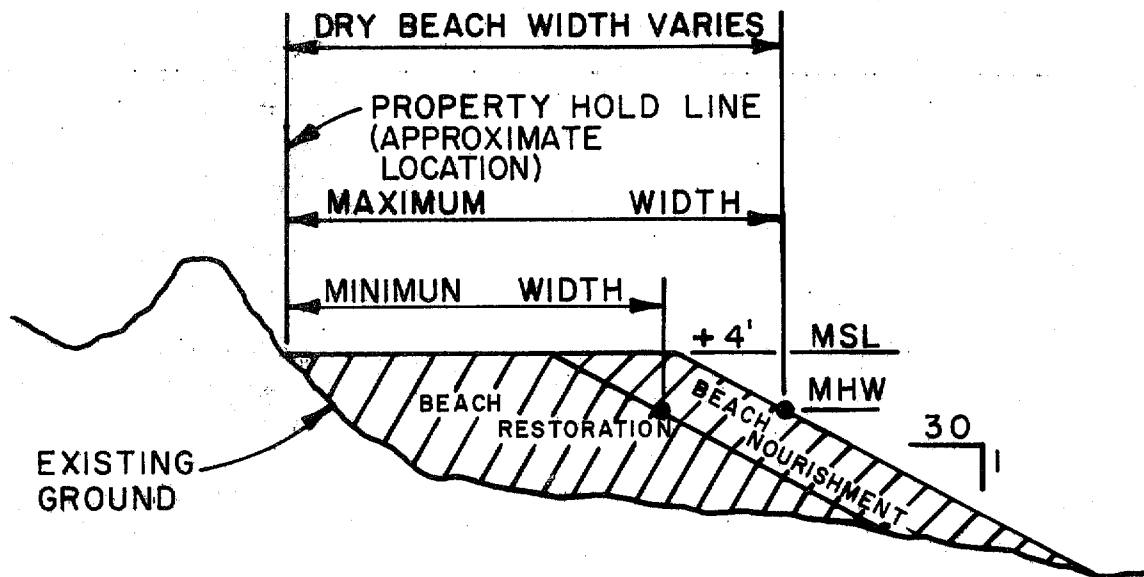 DRY BEACH WIDTH VARIES
PROPERTY HOLD LINE
(APPROXIMATE
LOCATION)
MAXIMUM WIDTH
MINIMUN WIDTH
+4' MSL
MHW
BEACH
RESTORATION
BEACH
NOURISHMENT
30
1
EXISTING
GROUND